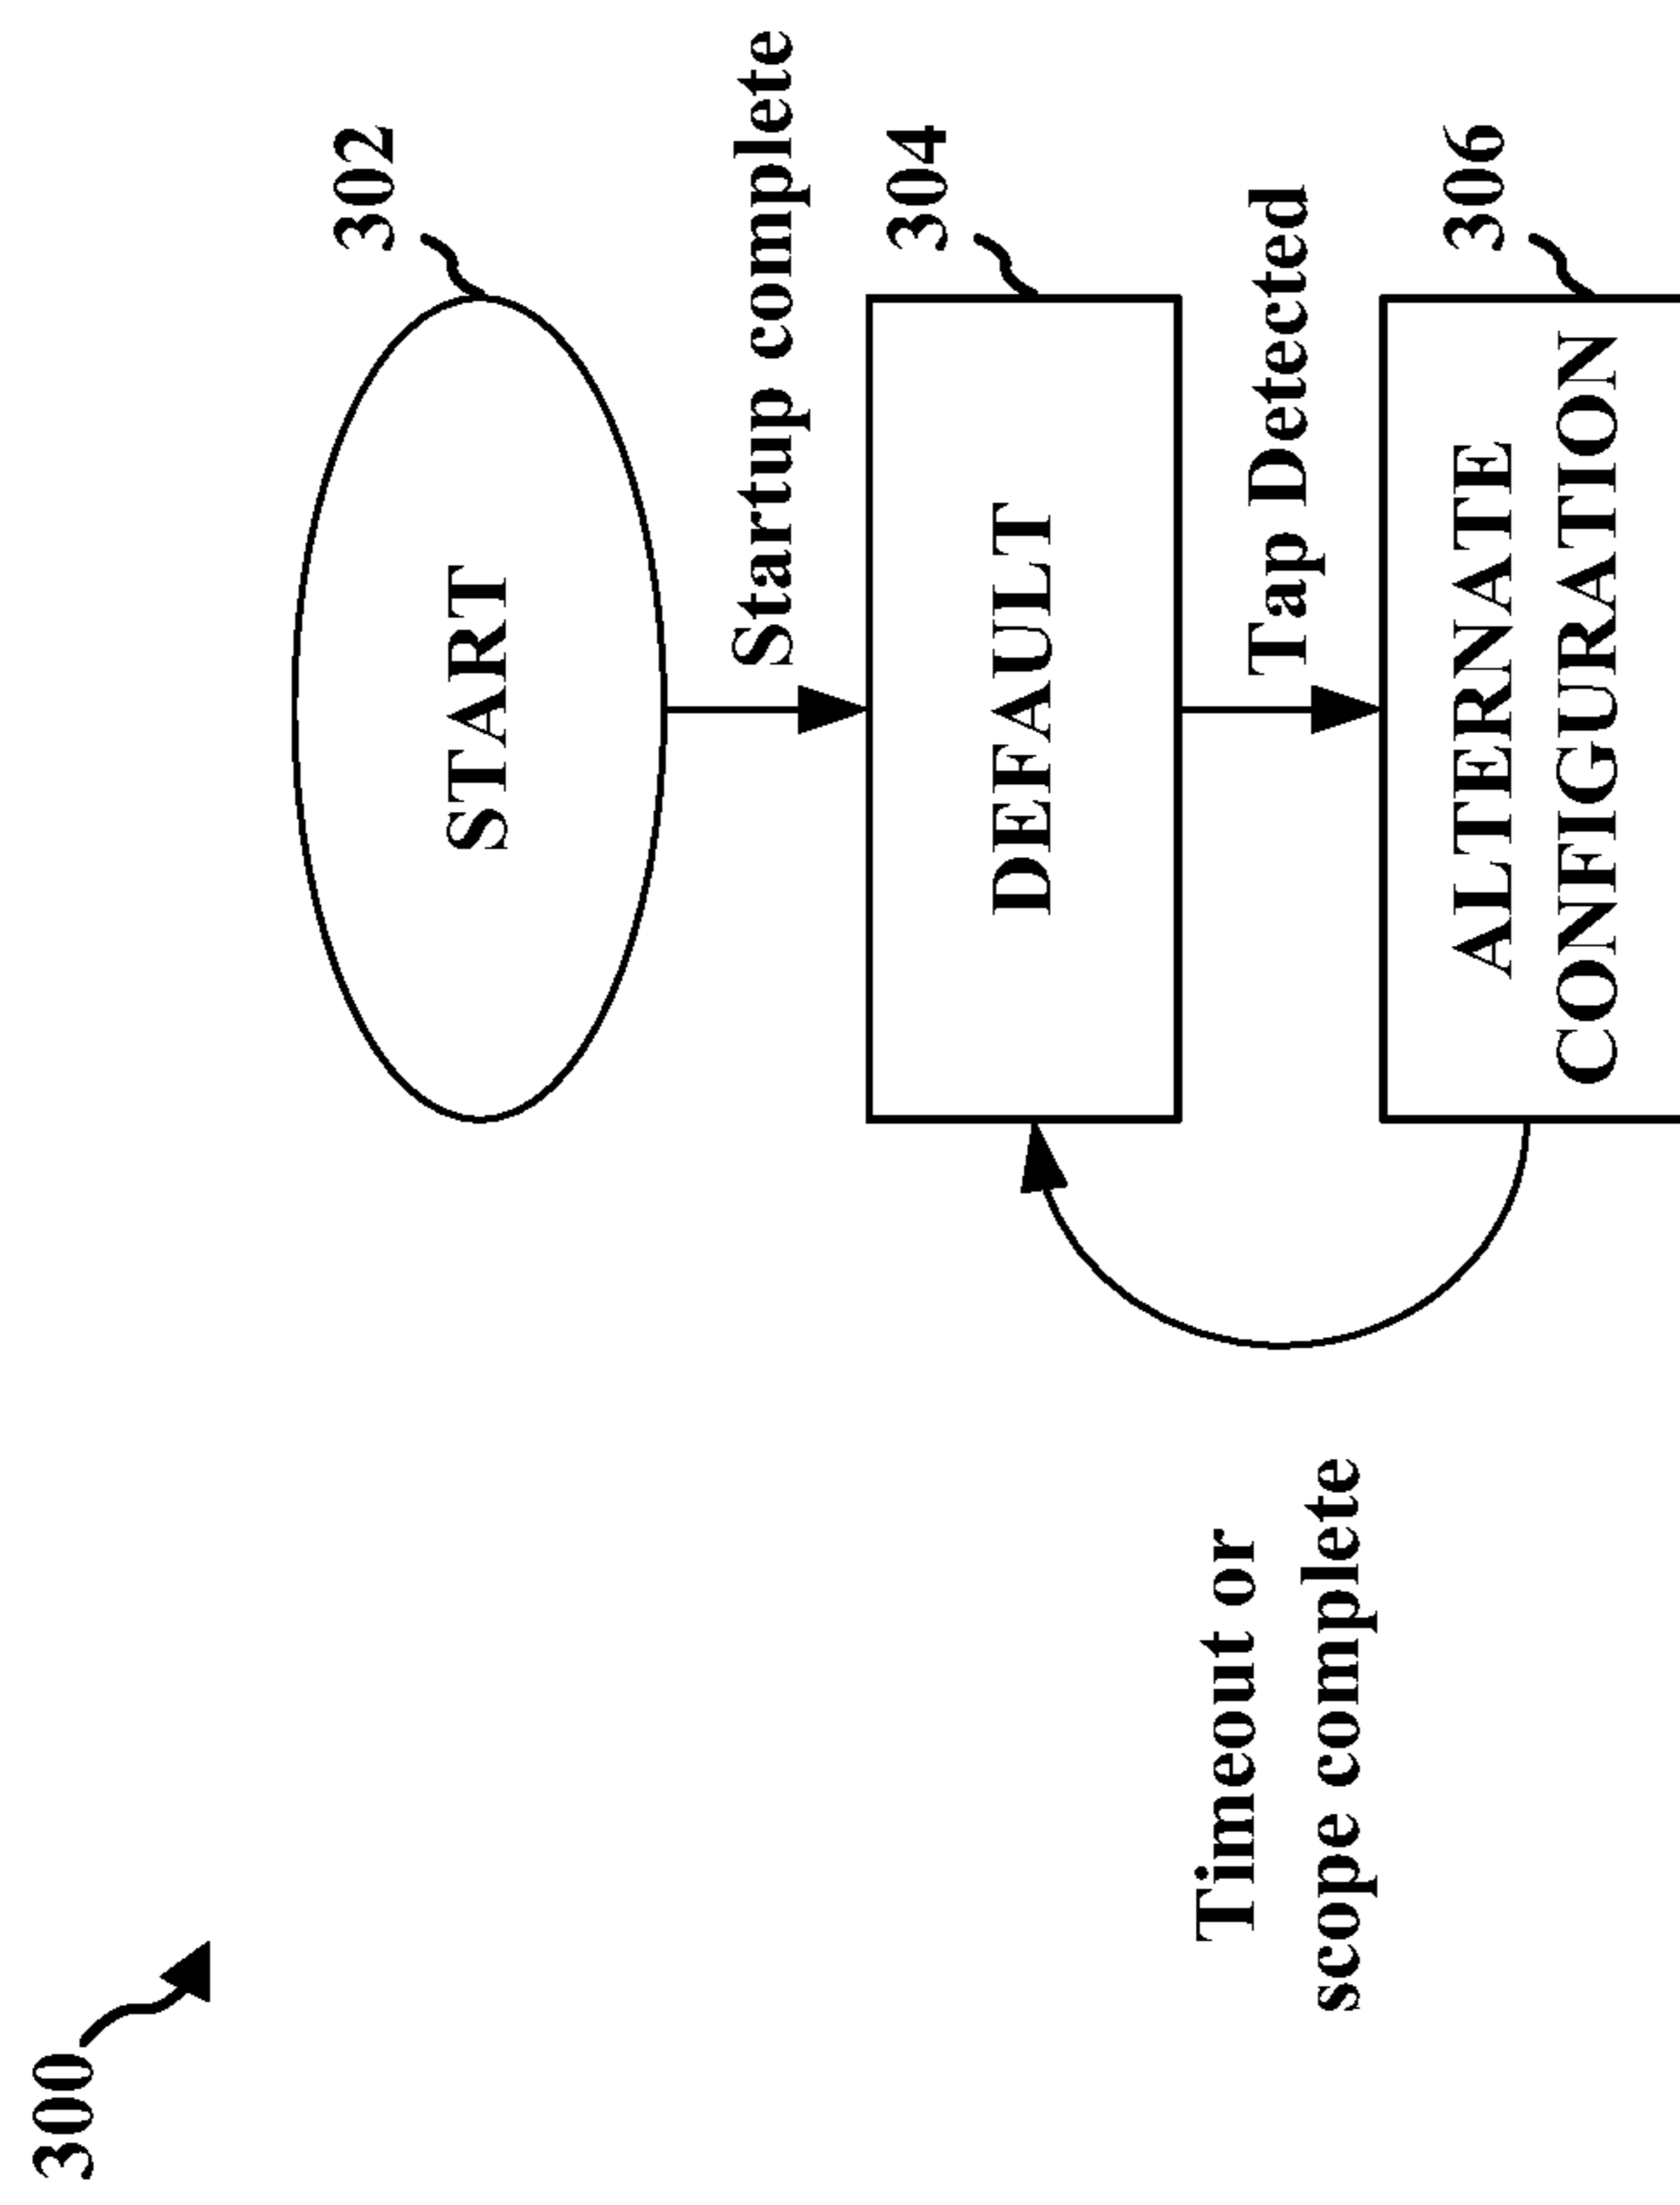 300
302
START
Startup complete
304
DEFAULT
Tap Detected
306
ALTERNATE
CONFIGURATION
Timeout or
scope complete